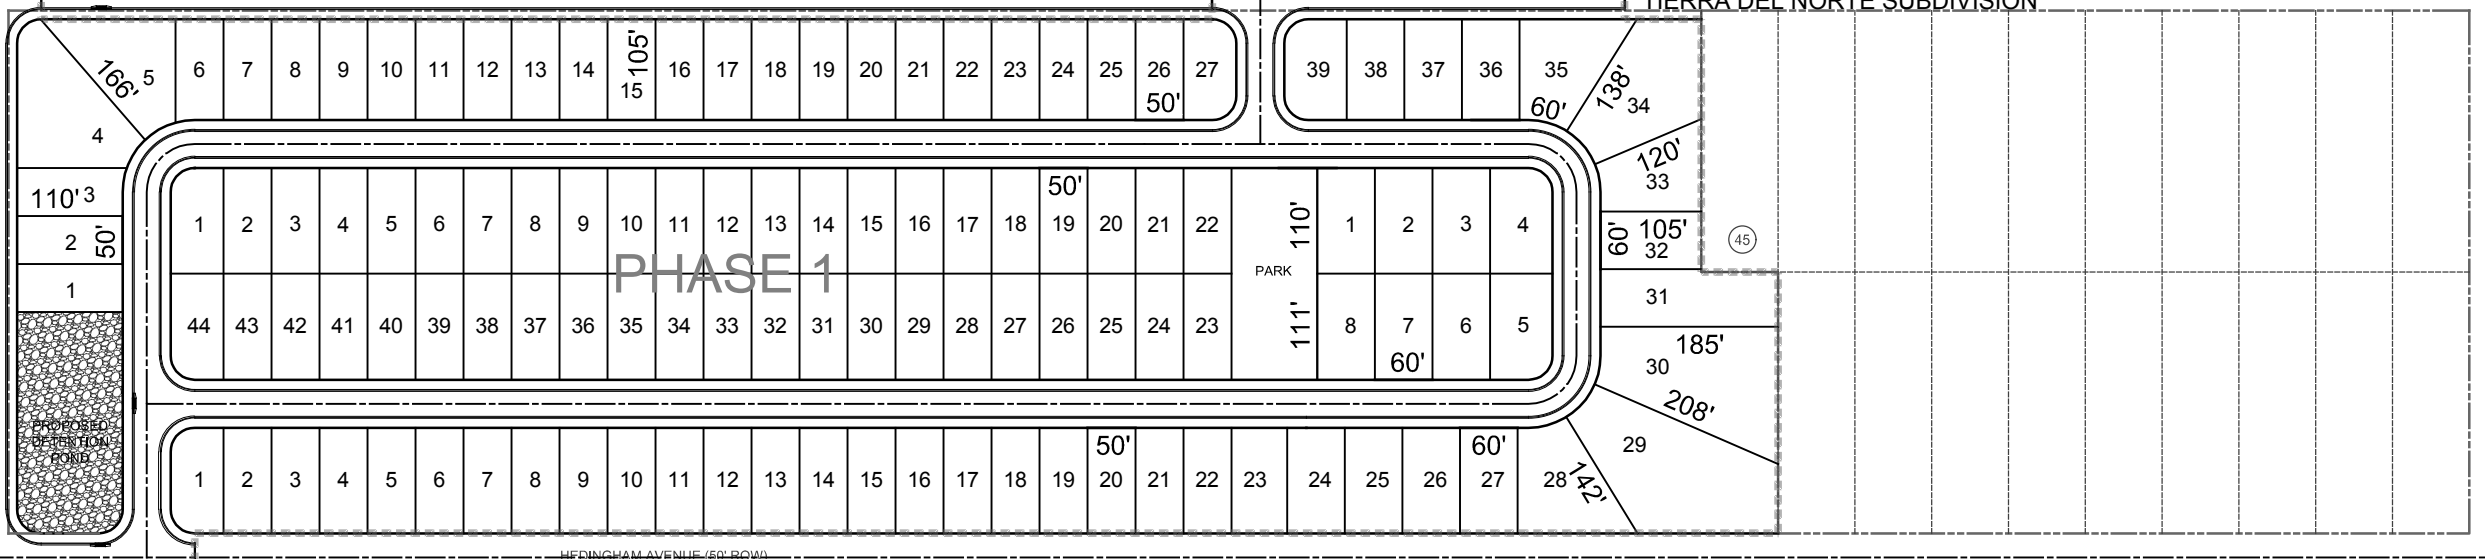 TIERRA DEL NORTE SUBDIVISION
5 6 7 8 9 10 11 12 13 14 15 16 17 18 19 20 21 22 23 24 25 26 27 39 38 37 36 35
166' 105' 50' 60' 138' 34
4
120'
33
110' 3
2 50'
1
50'
1 2 3 4 5 6 7 8 9 10 11 12 13 14 15 16 17 18 19 20 21 22 110' 1 2 3 4
60' 105'
32
45
PHASE 1
PARK
31
44 43 42 41 40 39 38 37 36 35 34 33 32 31 30 29 28 27 26 25 24 23 111' 8 7 6 5
60'
185'
30
208'
PROPOSED
DETENTION
POND
50' 60'
29
1 2 3 4 5 6 7 8 9 10 11 12 13 14 15 16 17 18 19 20 21 22 23 24 25 26 27 28
142'
HEDINGHAM AVENUE (50' ROW)